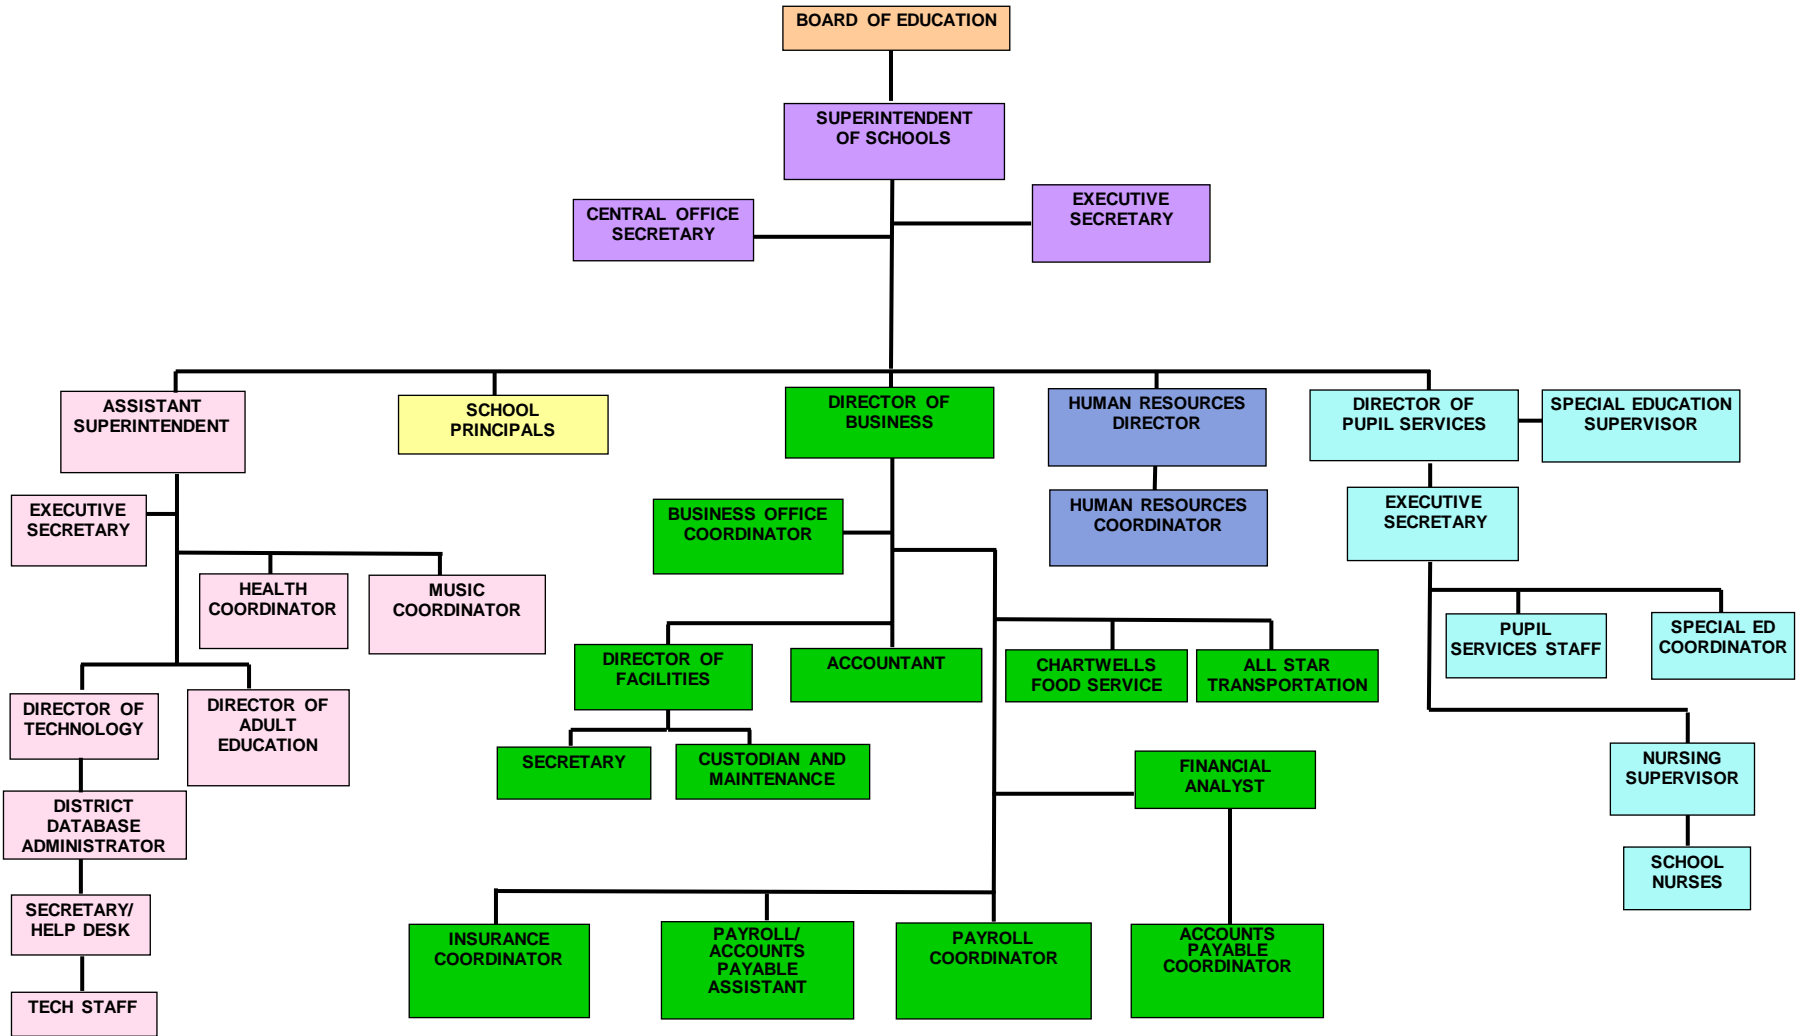 BOARD OF EDUCATION
SUPERINTENDENT
OF SCHOOLS
CENTRAL OFFICE
SECRETARY
EXECUTIVE
SECRETARY
ASSISTANT
SUPERINTENDENT
SCHOOL
PRINCIPALS
DIRECTOR OF
BUSINESS
HUMAN RESOURCES
DIRECTOR
DIRECTOR OF
PUPIL SERVICES
SPECIAL EDUCATION
SUPERVISOR
EXECUTIVE
SECRETARY
BUSINESS OFFICE
COORDINATOR
HUMAN RESOURCES
COORDINATOR
EXECUTIVE
SECRETARY
HEALTH
COORDINATOR
MUSIC
COORDINATOR
PUPIL
SERVICES STAFF
SPECIAL ED
COORDINATOR
DIRECTOR OF
FACILITIES
ACCOUNTANT
CHARTWELLS
FOOD SERVICE
ALL STAR
TRANSPORTATION
DIRECTOR OF
TECHNOLOGY
DIRECTOR OF
ADULT
EDUCATION
SECRETARY
CUSTODIAN AND
MAINTENANCE
FINANCIAL
ANALYST
NURSING
SUPERVISOR
DISTRICT
DATABASE
ADMINISTRATOR
SCHOOL
NURSES
SECRETARY/
HELP DESK
INSURANCE
COORDINATOR
PAYROLL/
ACCOUNTS
PAYABLE
ASSISTANT
PAYROLL
COORDINATOR
ACCOUNTS
PAYABLE
COORDINATOR
TECH STAFF